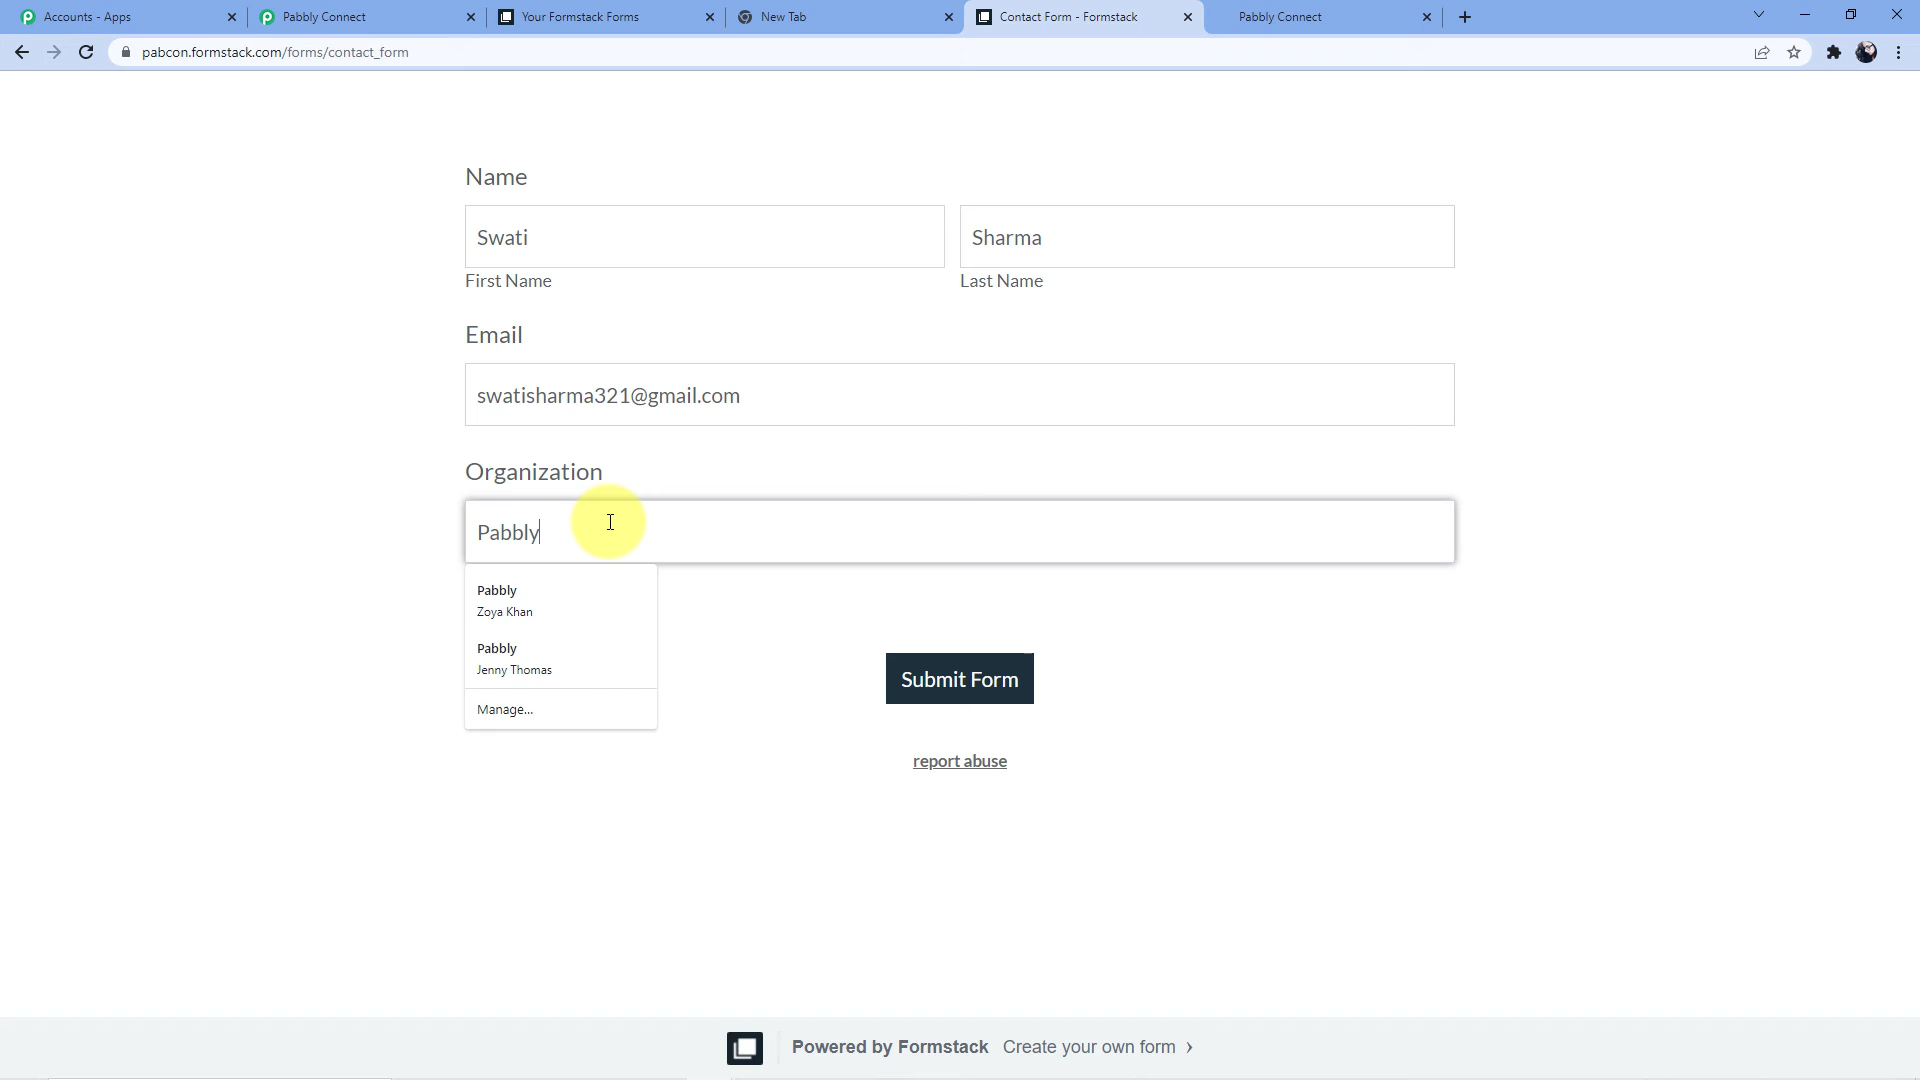 Accounts - Apps
Pabbly Connect
Your Formstack Forms
New Tab
Contact Form - Formstack
Pabbly Connect
pabcon.formstack.com/forms/contact_form
Name
Swati
Sharma
First Name
Last Name
Email
swatisharma321@gmail.com
Organization
Pabbly
Pabbly
Zoya Khan
Pabbly
Jenny Thomas
Manage...
Submit Form
report abuse
Powered by Formstack Create your own form ›